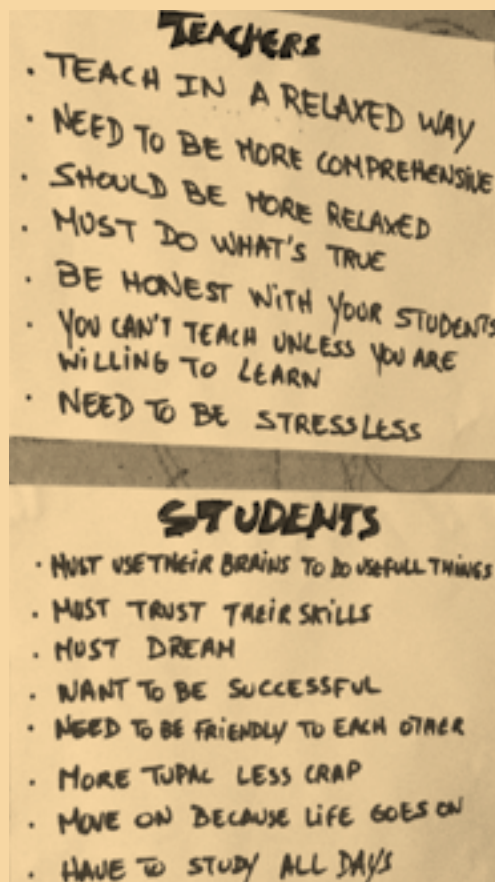 TEACHERS
· TEACH IN A RELAXED WAY
· NEED TO BE MORE COMPREHENSIVE
· SHOULD BE MORE RELAXED
· MUST DO WHAT'S TRUE
· BE HONEST WITH YOUR STUDENTS
· YOU CAN'T TEACH UNLESS YOU ARE
WILLING TO LEARN
· NEED TO BE STRESSLESS
STUDENTS
· MUST USE THEIR BRAINS TO DO USEFULL THINGS
· MUST TRUST THEIR SKILLS
· MUST DREAM
· WANT TO BE SUCCESSFUL
· NEED TO BE FRIENDLY TO EACH OTHER
· MORE TUPAC LESS CRAP
· MOVE ON BECAUSE LIFE GOES ON
· HAVE TO STUDY ALL DAYS